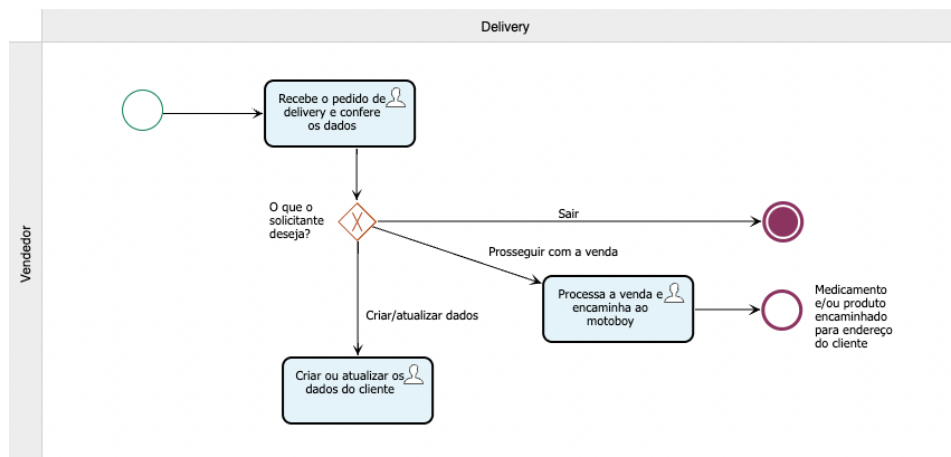 Delivery
Vendedor
Recebe o pedido de
delivery e confere
os dados
O que o
solicitante
deseja?
X
Sair
Prosseguir com a venda
Processa a venda e
encaminha ao
motoboy
Medicamento
e/ou produto
encaminhado
para endereço
do cliente
Criar/atualizar dados
Criar ou atualizar os
dados do cliente